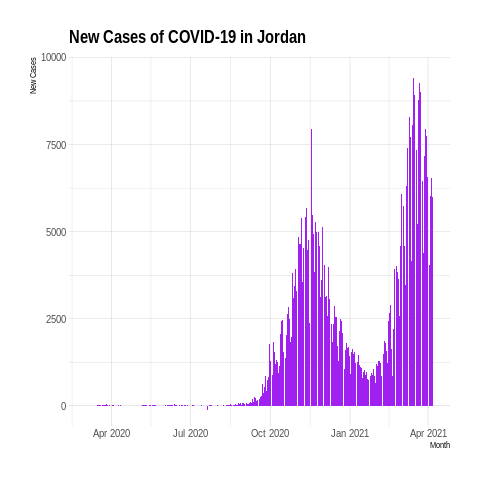 New Cases of COVID-19 in Jordan
New Cases
10000
7500
5000
2500
0
Apr 2020 Jul 2020 Oct 2020 Jan 2021 Apr 2021
Month